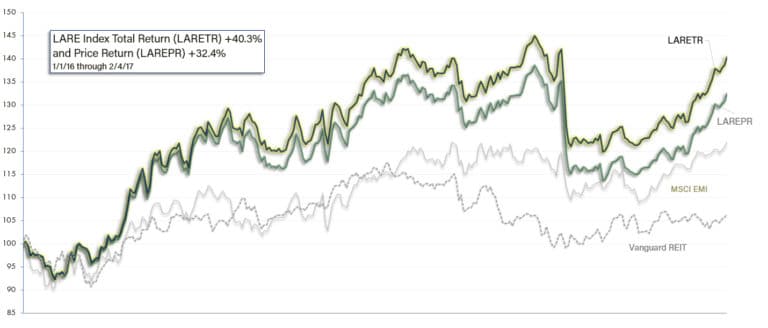 150
145
140
135
130
125
120
115
110
105
100
95
90
85
LARE Index Total Return (LARETR) +40.3%
and Price Return (LAREPR) +32.4%
1/1/16 through 2/4/17
LARETR
LAREPR
MSCI EMI
Vanguard REIT